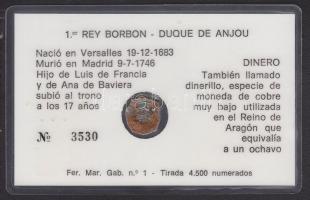 1.er REY BORBON - DUQUE DE ANJOU
Nació en Versalles 19-12-1683
Murió en Madrid 9-7-1746
Hijo de Luis de Francia
y de Ana de Baviera
subió al trono
a los 17 años
Nº 3530
DINERO
También llamado
dinerillo, especie de
moneda de cobre
muy bajo utilizada
en el Reino de
Aragón que
equivalía
a un ochavo
Fer. Mar. Gab. n.º 1 - Tirada 4.500 numerados